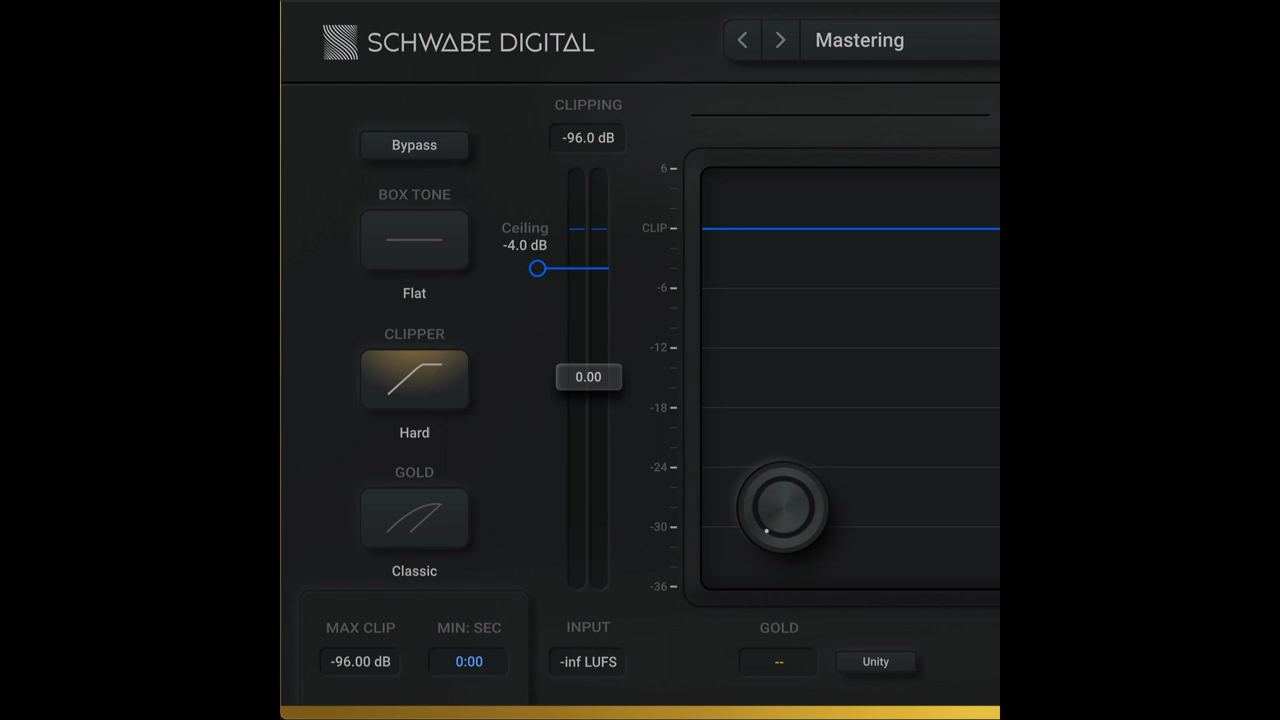 SCHWABE DIGITAL
Mastering
CLIPPING
-96.0 dB
Bypass
BOX TONE
Flat
Ceiling
-4.0 dB
CLIPPER
Hard
0.00
GOLD
Classic
6
CLIP
-6
-12
-18
-24
-30
-36
MAX CLIP
MIN: SEC
INPUT
GOLD
-96.00 dB
0:00
-inf LUFS
--
Unity